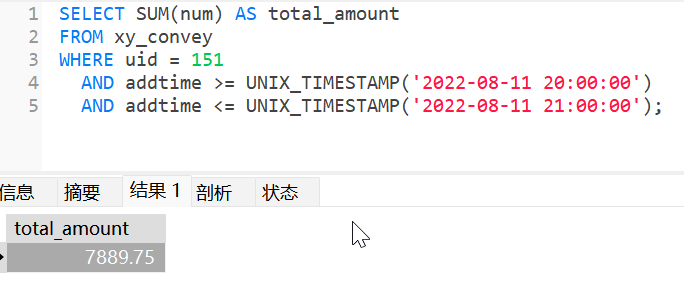 1 SELECT SUM(num) AS total_amount
2 FROM xy_convey
3 WHERE uid = 151
4 AND addtime >= UNIX_TIMESTAMP('2022-08-11 20:00:00')
5 AND addtime <= UNIX_TIMESTAMP('2022-08-11 21:00:00');
信息 摘要 结果 1 剖析 状态
total_amount
7889.75